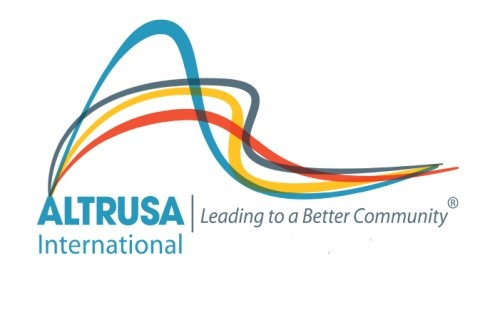 ALTRUSA | Leading to a Better Community®
International